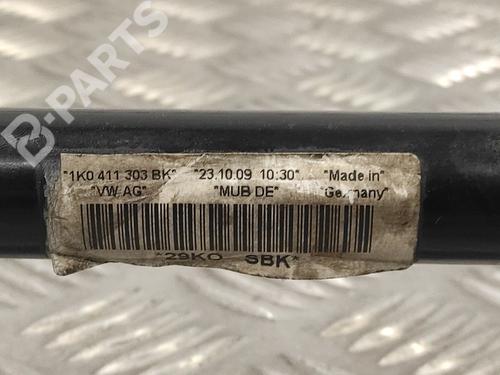 B-PARTS
"1K0 411 303 BK" "23.10.09 10:30" "Made in"
"VW AG" "MUB DE" "Germany"
*29KO SBK*